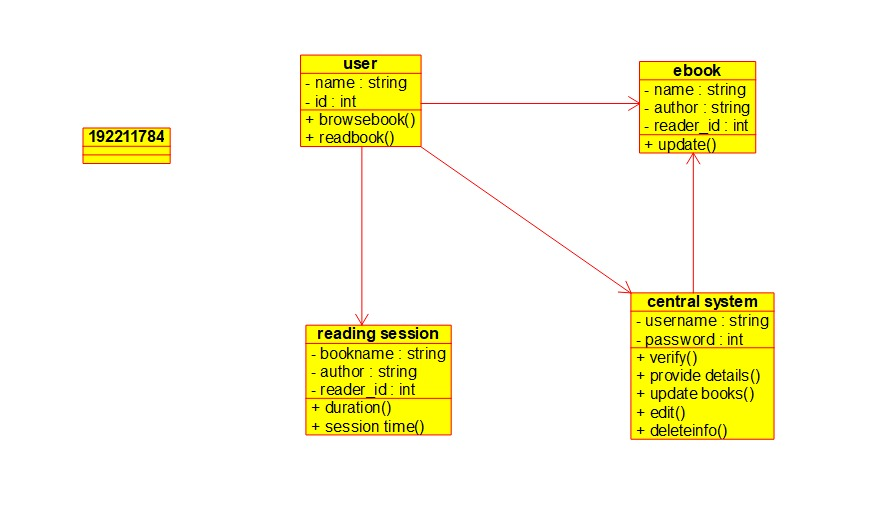 192211784
user
- name : string
- id : int
+ browsebook()
+ readbook()
ebook
- name : string
- author : string
- reader_id : int
+ update()
reading session
- bookname : string
- author : string
- reader_id : int
+ duration()
+ session time()
central system
- username : string
- password : int
+ verify()
+ provide details()
+ update books()
+ edit()
+ deleteinfo()